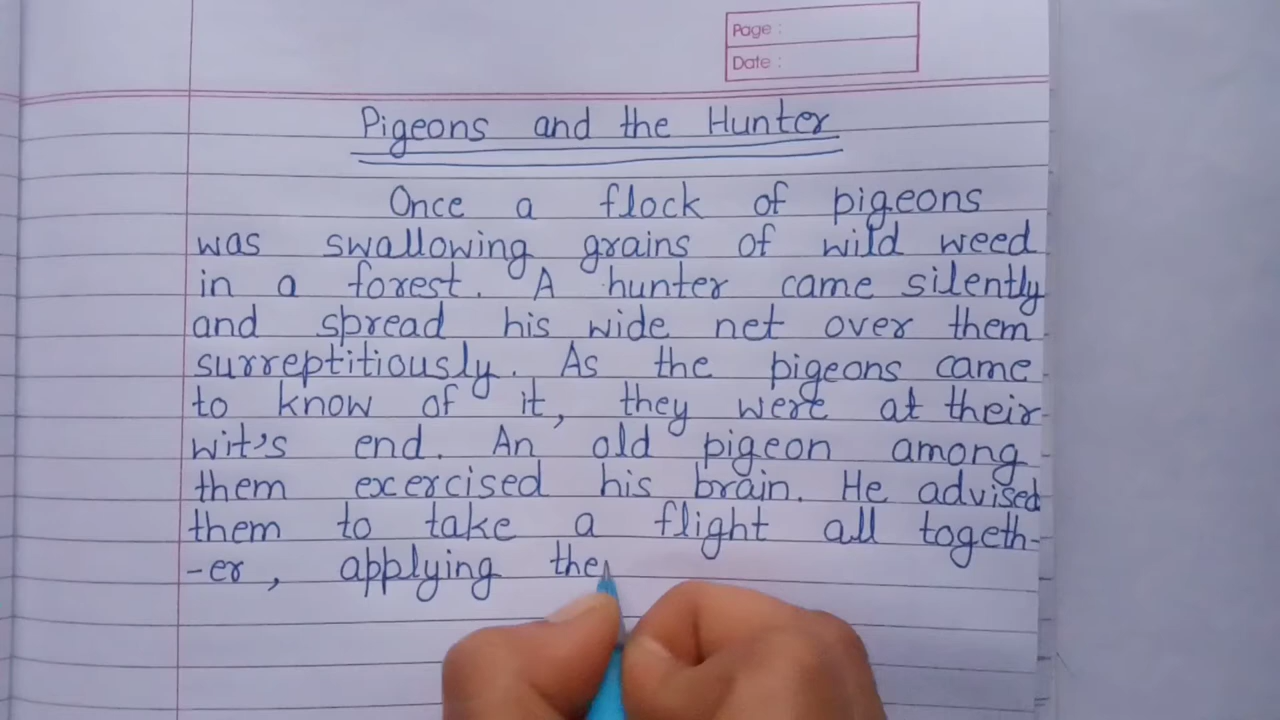 Page :
Date :
Pigeons and the Hunter
Once a flock of pigeons
was swallowing grains of wild weed
in a forest. A hunter came silently
and spread his wide net over them
surreptitiously. As the pigeons came
to know of it, they were at their
wit's end. An old pigeon among
them exercised his brain. He advised
them to take a flight all togeth-
-er, applying the